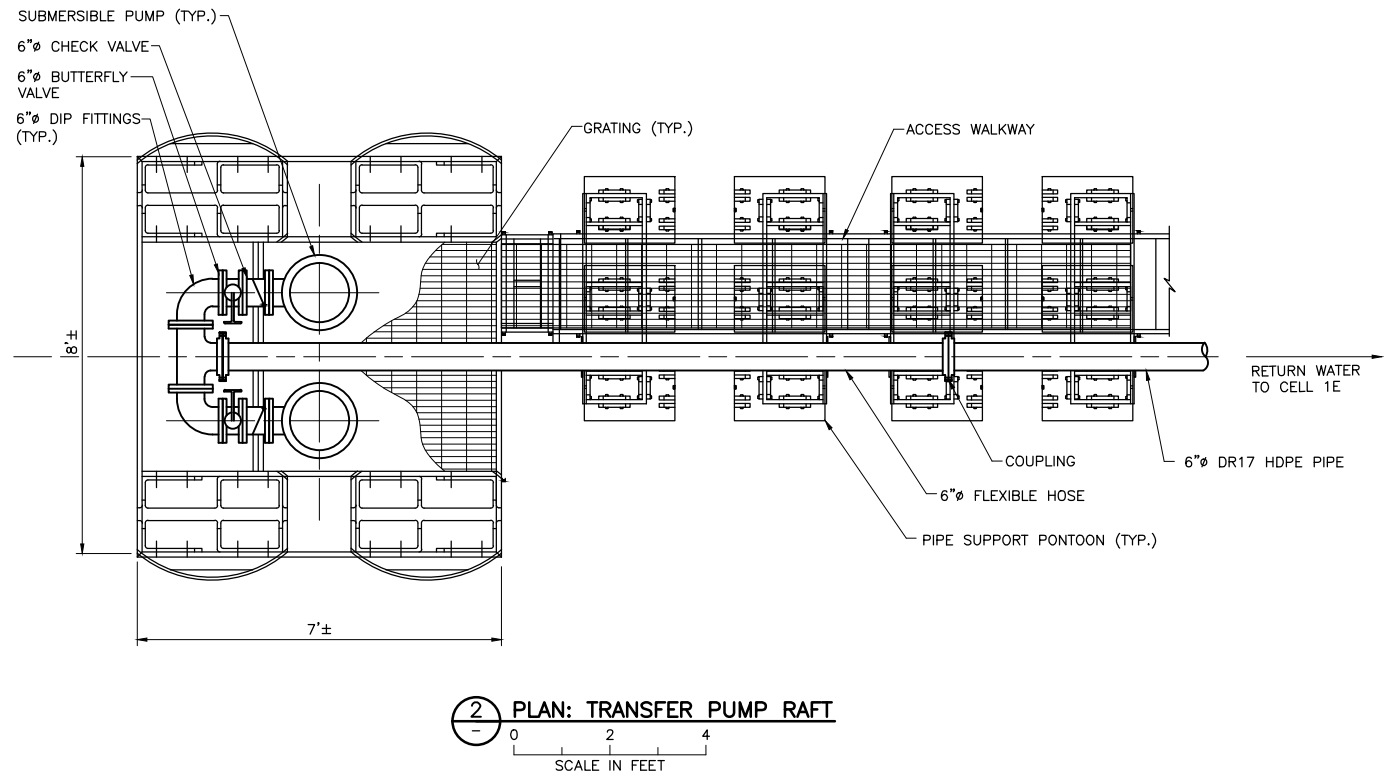 SUBMERSIBLE PUMP (TYP.)
6"ø CHECK VALVE
6"ø BUTTERFLY
VALVE
6"ø DIP FITTINGS
(TYP.)
GRATING (TYP.)
ACCESS WALKWAY
8'±
RETURN WATER
TO CELL 1E
COUPLING
6"ø DR17 HDPE PIPE
6"ø FLEXIBLE HOSE
PIPE SUPPORT PONTOON (TYP.)
7'±
2
-
PLAN: TRANSFER PUMP RAFT
0 2 4
SCALE IN FEET